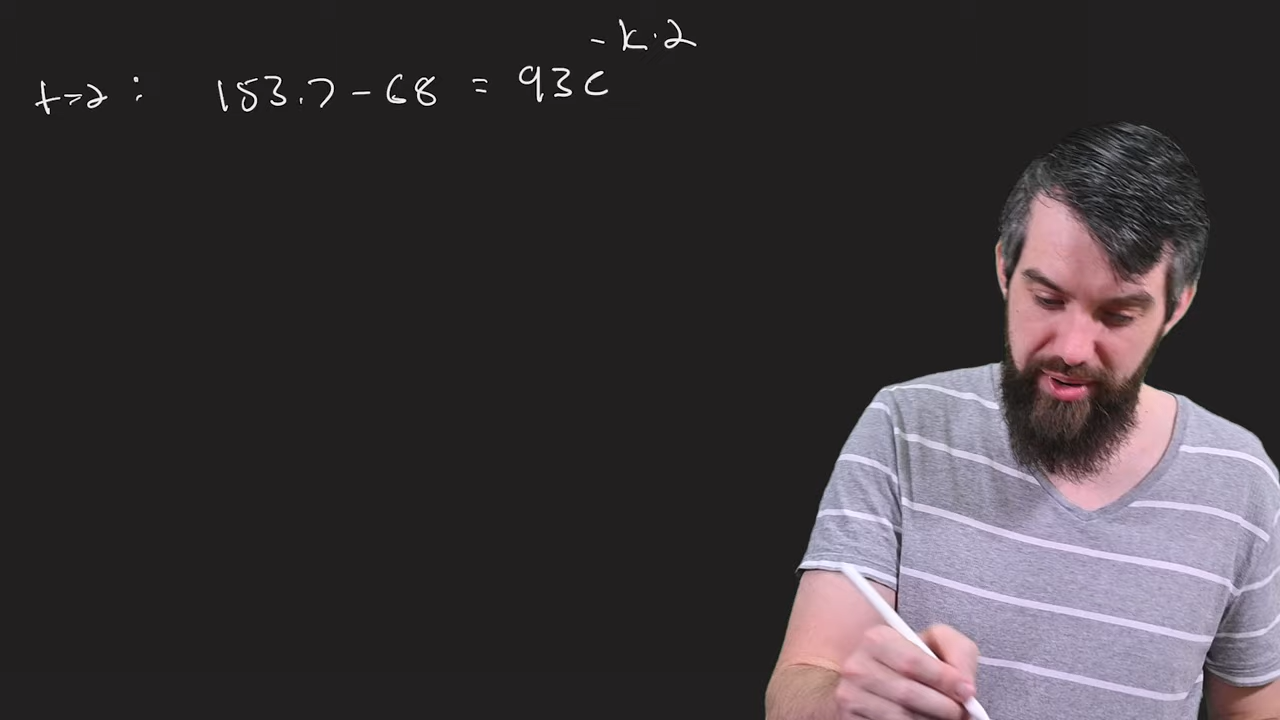 t=2 : 153.7 - 68 = 93e^{-k·2}